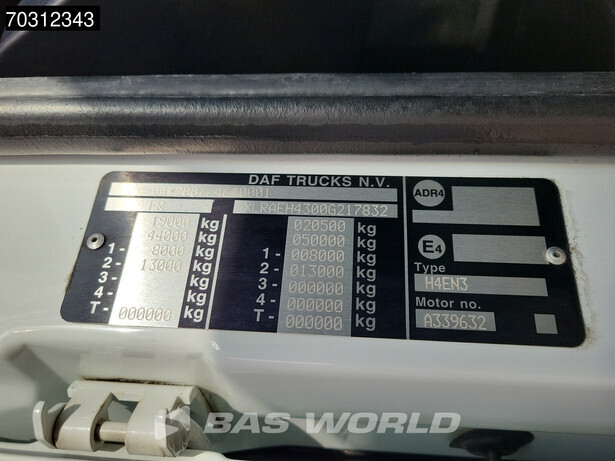 70312343
DAF TRUCKS N.V.
ADR4
19000 kg 020500 kg
44000 kg 050000 kg
1- 8000 kg 1- 008000 kg
2- 13000 kg 2- 013000 kg
3- kg 3- 000000 kg
4- kg 4- 000000 kg
T- 000000 kg T- 000000 kg
E4
Type
H4EN3
Motor no.
A339632
BAS WORLD